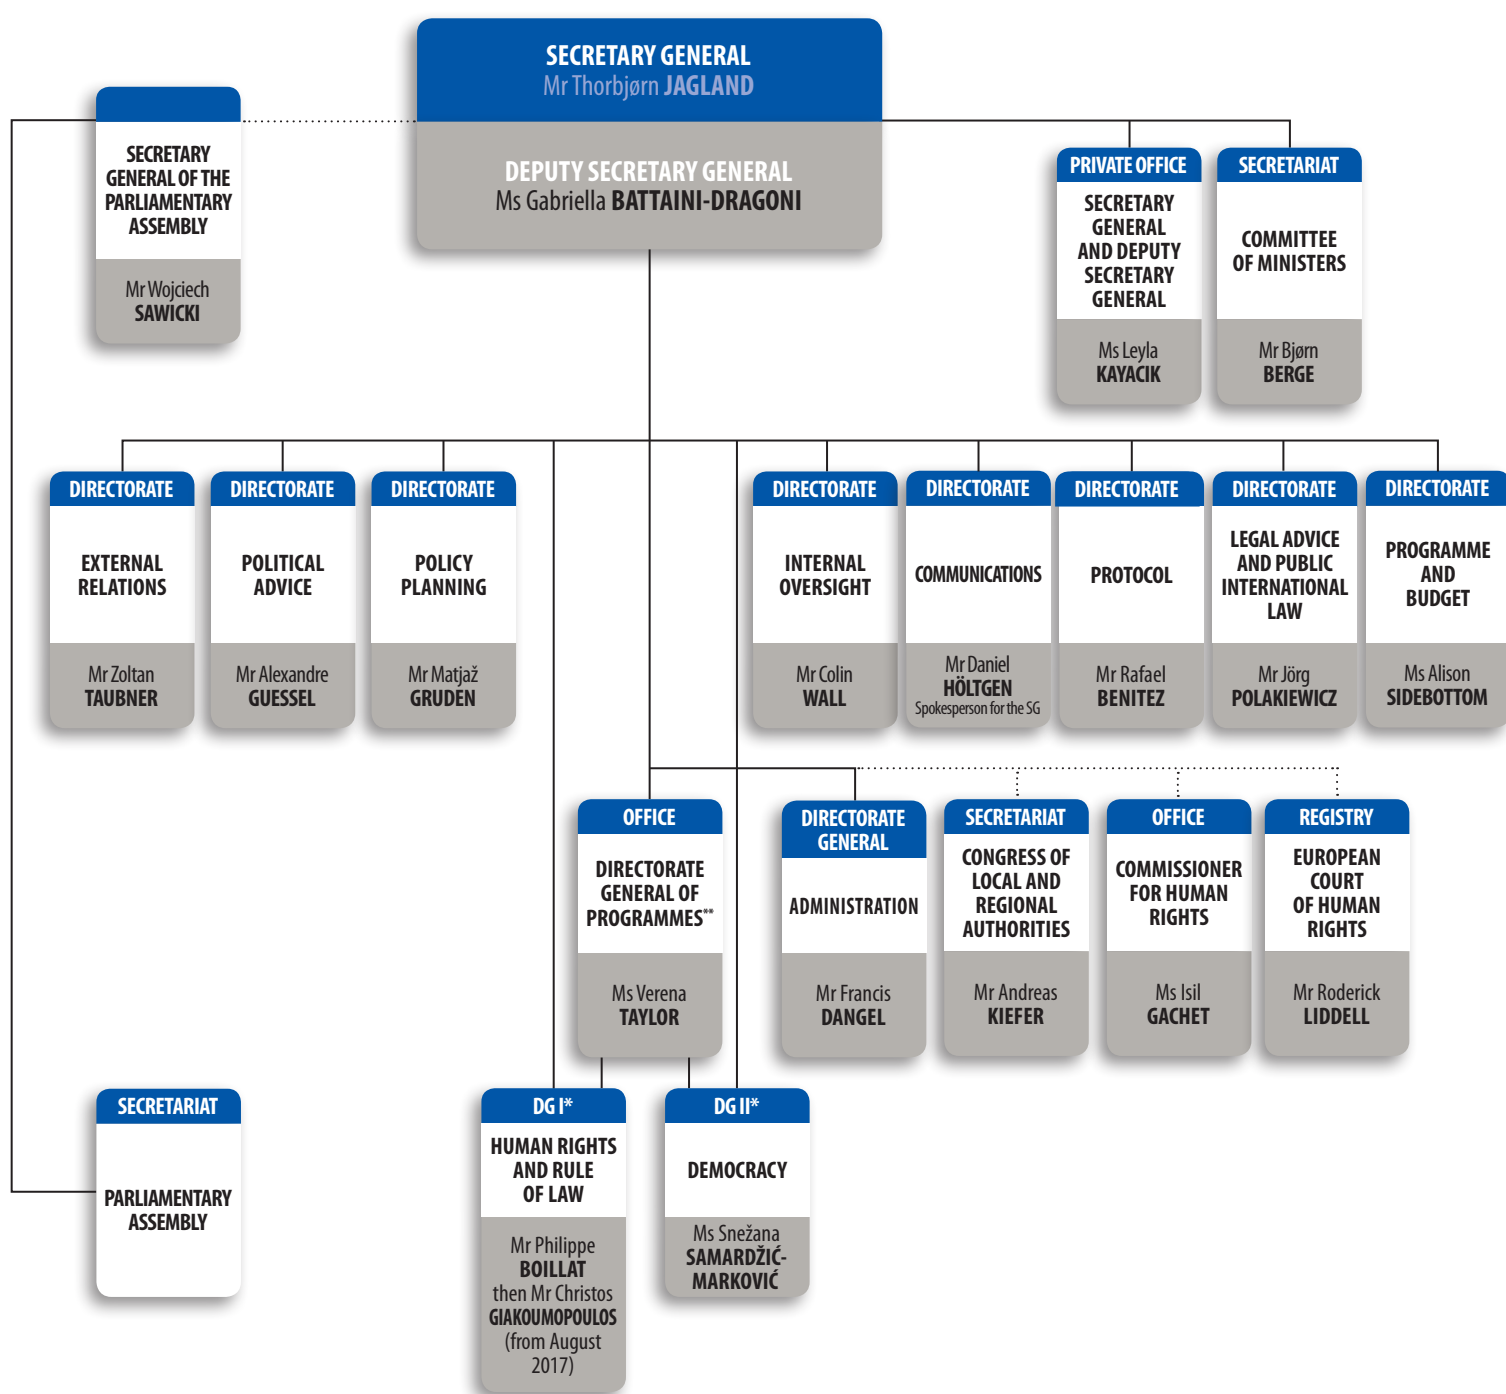 SECRETARY GENERAL
Mr Thorbjørn JAGLAND
DEPUTY SECRETARY GENERAL
Ms Gabriella BATTAINI-DRAGONI
SECRETARY
GENERAL OF THE
PARLIAMENTARY
ASSEMBLY
Mr Wojciech
SAWICKI
PRIVATE OFFICE
SECRETARY
GENERAL
AND DEPUTY
SECRETARY
GENERAL
Ms Leyla
KAYACIK
SECRETARIAT
COMMITTEE
OF MINISTERS
Mr Bjørn
BERGE
DIRECTORATE
EXTERNAL
RELATIONS
Mr Zoltan
TAUBNER
DIRECTORATE
POLITICAL
ADVICE
Mr Alexandre
GUESSEL
DIRECTORATE
POLICY
PLANNING
Mr Matjaž
GRUDEN
DIRECTORATE
INTERNAL
OVERSIGHT
Mr Colin
WALL
DIRECTORATE
COMMUNICATIONS
Mr Daniel
HÖLTGEN
Spokesperson for the SG
DIRECTORATE
PROTOCOL
Mr Rafael
BENITEZ
DIRECTORATE
LEGAL ADVICE
AND PUBLIC
INTERNATIONAL
LAW
Mr Jörg
POLAKIEWICZ
DIRECTORATE
PROGRAMME
AND
BUDGET
Ms Alison
SIDEBOTTOM
OFFICE
DIRECTORATE
GENERAL OF
PROGRAMMES**
Ms Verena
TAYLOR
DIRECTORATE
GENERAL
ADMINISTRATION
Mr Francis
DANGEL
SECRETARIAT
CONGRESS OF
LOCAL AND
REGIONAL
AUTHORITIES
Mr Andreas
KIEFER
OFFICE
COMMISSIONER
FOR HUMAN
RIGHTS
Ms Isil
GACHET
REGISTRY
EUROPEAN
COURT
OF HUMAN
RIGHTS
Mr Roderick
LIDDELL
SECRETARIAT
PARLIAMENTARY
ASSEMBLY
DG I*
HUMAN RIGHTS
AND RULE
OF LAW
Mr Philippe
BOILLAT
then Mr Christos
GIAKOUMOPOULOS
(from August
2017)
DG II*
DEMOCRACY
Ms Snežana
SAMARDŽIĆ-
MARKOVIĆ